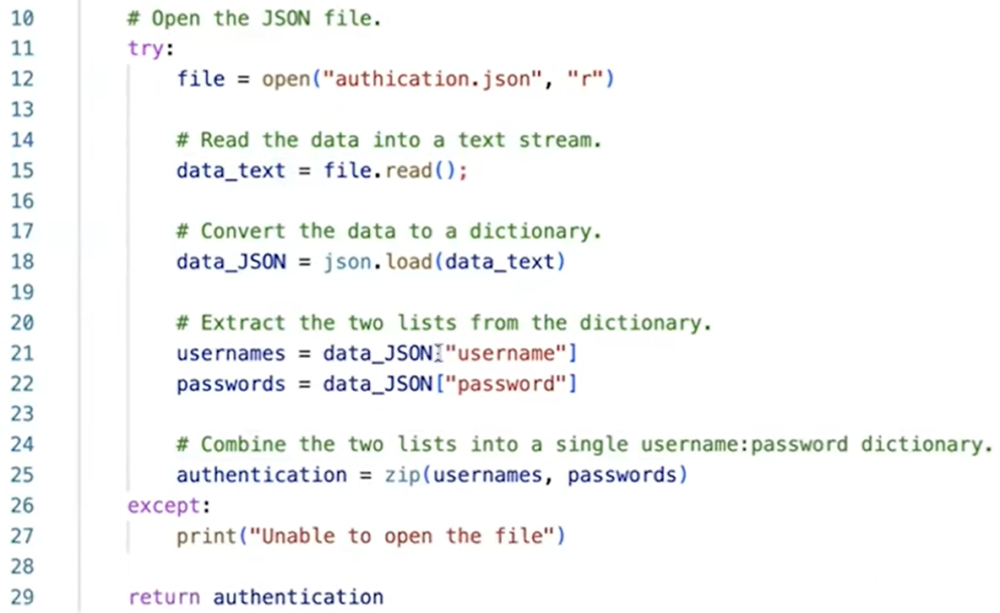 10 # Open the JSON file.
11 try:
12 file = open("authication.json", "r")
13
14 # Read the data into a text stream.
15 data_text = file.read();
16
17 # Convert the data to a dictionary.
18 data_JSON = json.load(data_text)
19
20 # Extract the two lists from the dictionary.
21 usernames = data_JSON["username"]
22 passwords = data_JSON["password"]
23
24 # Combine the two lists into a single username:password dictionary.
25 authentication = zip(usernames, passwords)
26 except:
27 print("Unable to open the file")
28
29 return authentication